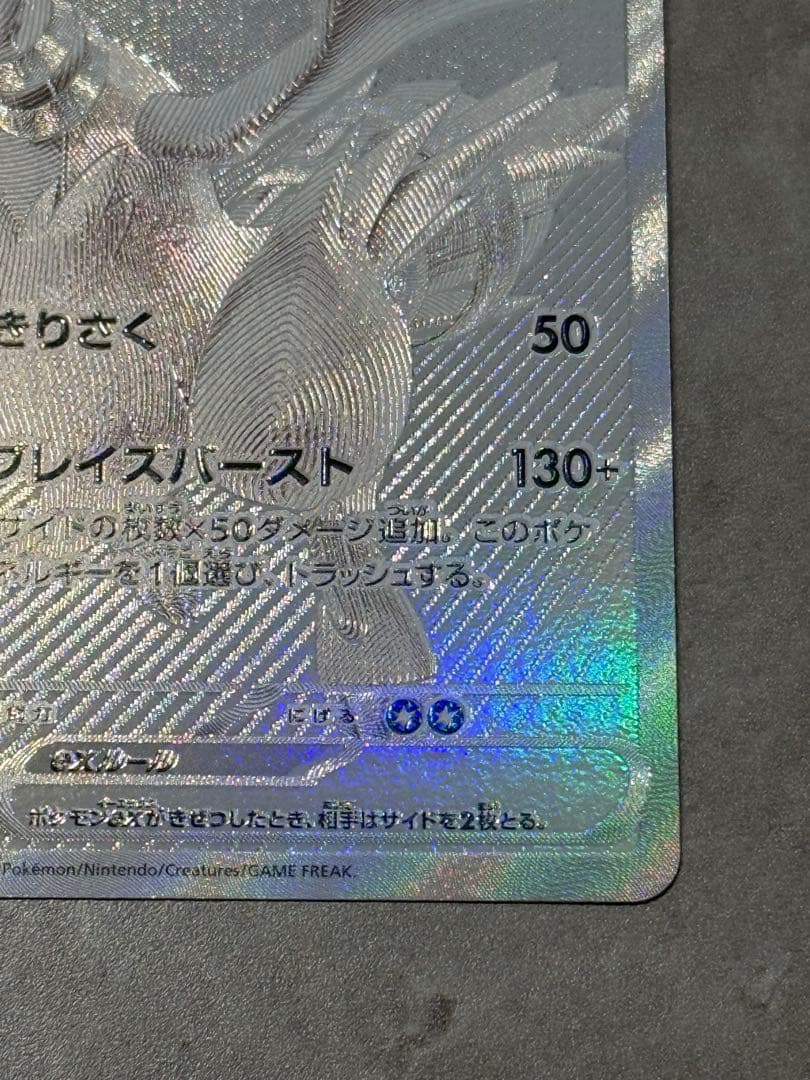 きりさく 50
ブレイズバースト 130+
サイドの枚数×50ダメージ追加。このポケ
ネルギーを1個選び、トラッシュする。
にげる
exルール
ポケモンexがきぜつしたとき、相手はサイドを2枚とる。
Pokémon/Nintendo/Creatures/GAME FREAK.